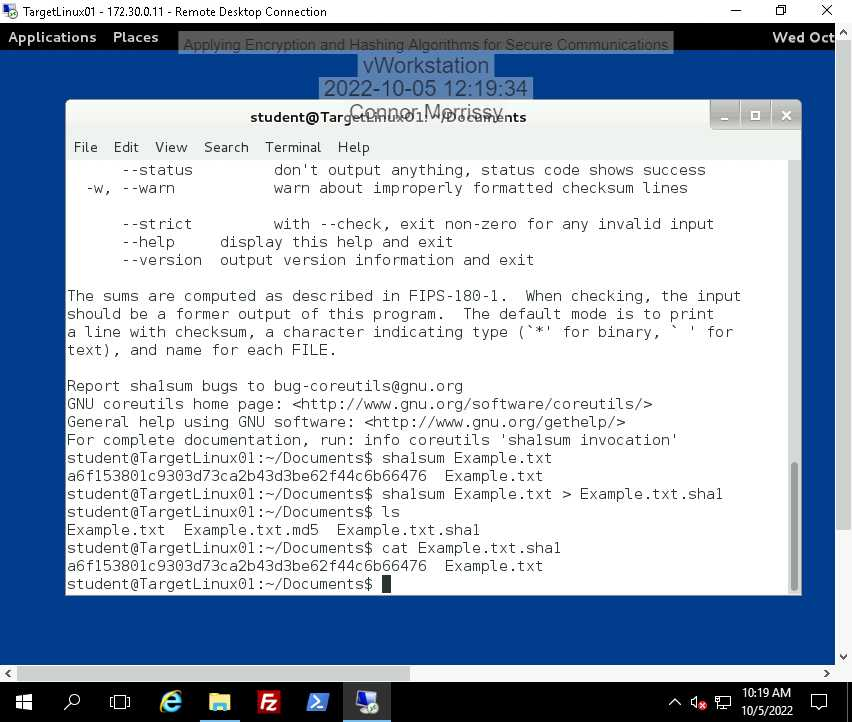 TargetLinux01 - 172.30.0.11 - Remote Desktop Connection
Applications Places Wed Oct
Applying Encryption and Hashing Algorithms for Secure Communications
vWorkstation
2022-10-05 12:19:34
Connor Morrissy
student@TargetLinux01: ~/Documents
File Edit View Search Terminal Help
--status don't output anything, status code shows success
-w, --warn warn about improperly formatted checksum lines
--strict with --check, exit non-zero for any invalid input
--help display this help and exit
--version output version information and exit
The sums are computed as described in FIPS-180-1. When checking, the input
should be a former output of this program. The default mode is to print
a line with checksum, a character indicating type (`*' for binary, ` ' for
text), and name for each FILE.
Report sha1sum bugs to bug-coreutils@gnu.org
GNU coreutils home page: <http://www.gnu.org/software/coreutils/>
General help using GNU software: <http://www.gnu.org/gethelp/>
For complete documentation, run: info coreutils 'sha1sum invocation'
student@TargetLinux01:~/Documents$ sha1sum Example.txt
a6f153801c9303d73ca2b43d3be62f44c6b66476 Example.txt
student@TargetLinux01:~/Documents$ sha1sum Example.txt > Example.txt.sha1
student@TargetLinux01:~/Documents$ ls
Example.txt Example.txt.md5 Example.txt.sha1
student@TargetLinux01:~/Documents$ cat Example.txt.sha1
a6f153801c9303d73ca2b43d3be62f44c6b66476 Example.txt
student@TargetLinux01:~/Documents$
10:19 AM
10/5/2022